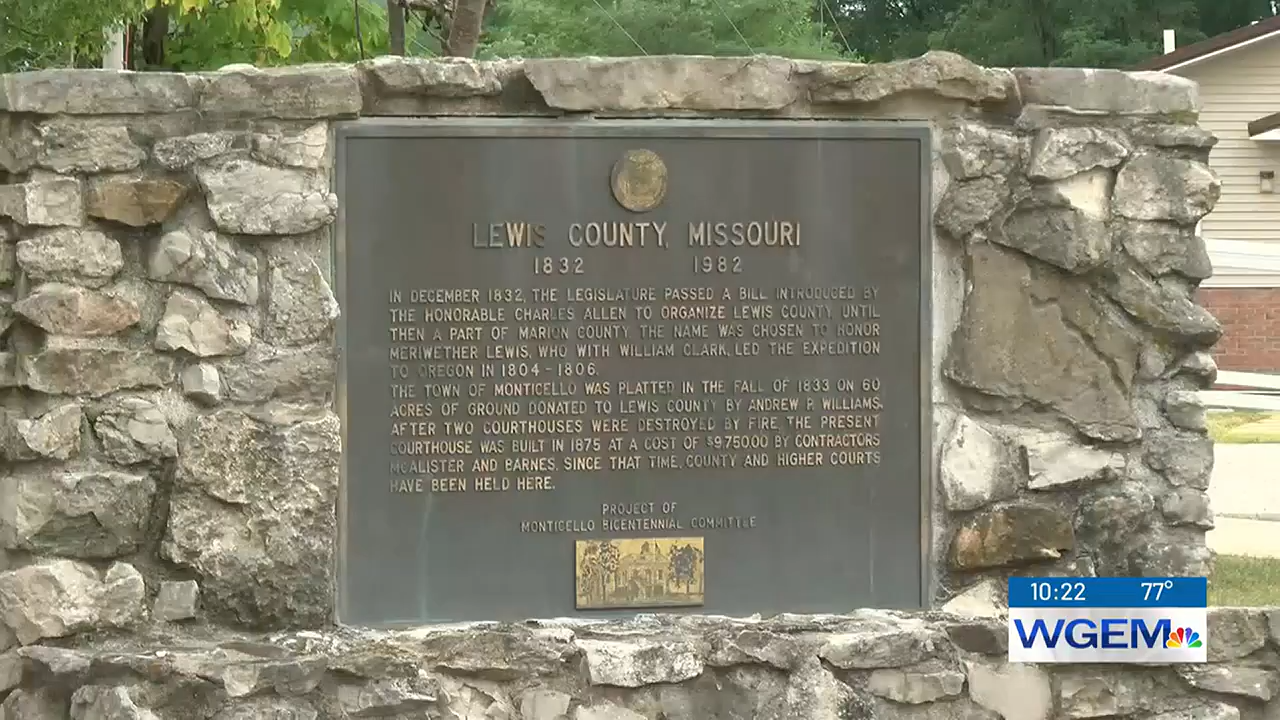 LEWIS COUNTY, MISSOURI
1832 1982
IN DECEMBER 1832, THE LEGISLATURE PASSED A BILL INTRODUCED BY
THE HONORABLE CHARLES ALLEN TO ORGANIZE LEWIS COUNTY, UNTIL
THEN A PART OF MARION COUNTY. THE NAME WAS CHOSEN TO HONOR
MERIWETHER LEWIS, WHO WITH WILLIAM CLARK, LED THE EXPEDITION
TO OREGON IN 1804-1806.
THE TOWN OF MONTICELLO WAS PLATTED IN THE FALL OF 1833 ON 60
ACRES OF GROUND DONATED TO LEWIS COUNTY BY ANDREW P. WILLIAMS.
AFTER TWO COURTHOUSES WERE DESTROYED BY FIRE, THE PRESENT
COURTHOUSE WAS BUILT IN 1875 AT A COST OF $9,750.00 BY CONTRACTORS
MCALISTER AND BARNES. SINCE THAT TIME, COUNTY AND HIGHER COURTS
HAVE BEEN HELD HERE.
PROJECT OF
MONTICELLO BICENTENNIAL COMMITTEE
10:22 77°
WGEM